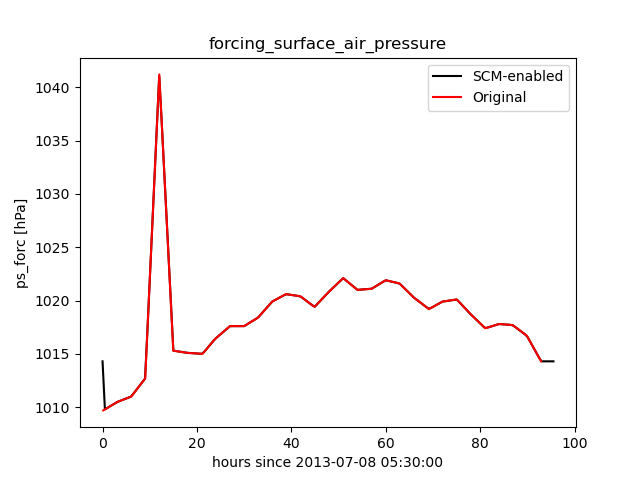 forcing_surface_air_pressure
SCM-enabled
Original
ps_forc [hPa]
1040
1035
1030
1025
1020
1015
1010
0 20 40 60 80 100
hours since 2013-07-08 05:30:00